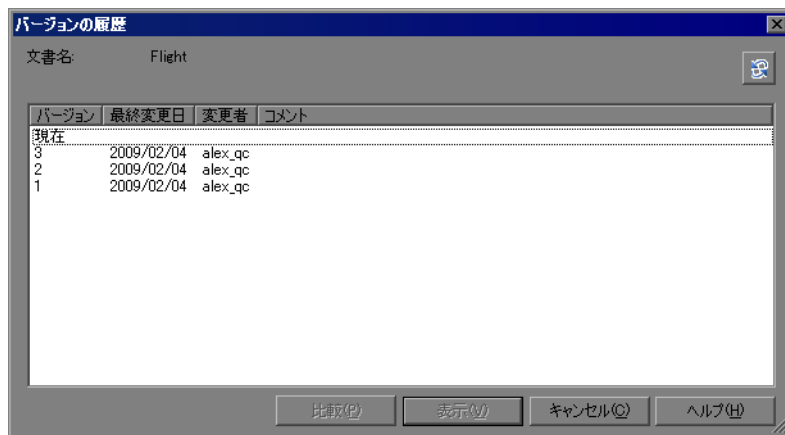 バージョンの履歴
文書名: Flight
バージョン 最終変更日 変更者 コメント
現在
3 2009/02/04 alex_qc
2 2009/02/04 alex_qc
1 2009/02/04 alex_qc
比較(P) 表示(V) キャンセル(C) ヘルプ(H)